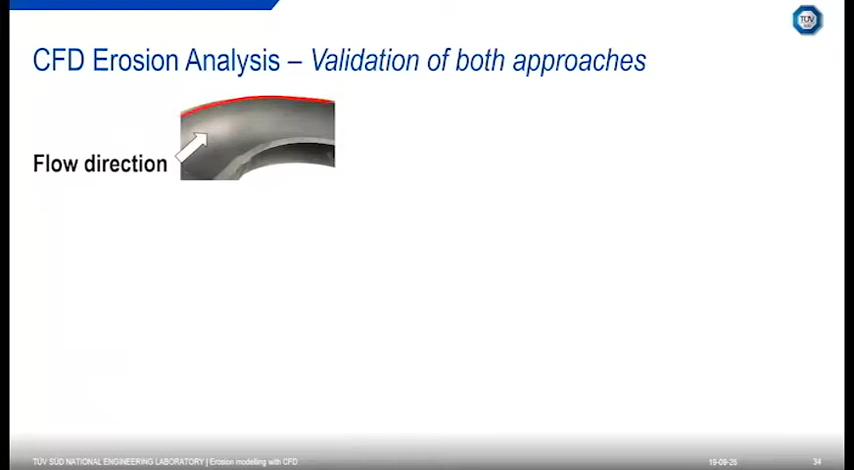 TÜV
CFD Erosion Analysis – Validation of both approaches
Flow direction
TÜV SÜD NATIONAL ENGINEERING LABORATORY | Erosion modelling with CFD
19-09-25
34